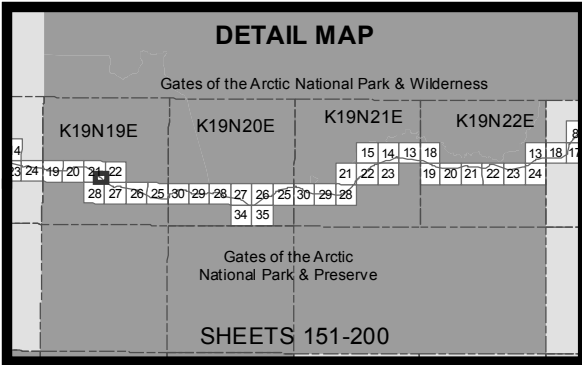 DETAIL MAP
Gates of the Arctic National Park & Wilderness
K19N19E
K19N20E
K19N21E
K19N22E
8
4
15 14 13 18
13 18 17
23 24 19 20 21 22
21 22 23
19 20 21 22 23 24
28 27 26 25 30 29 28 27 26 25 30 29 28
34 35
Gates of the Arctic
National Park & Preserve
SHEETS 151-200